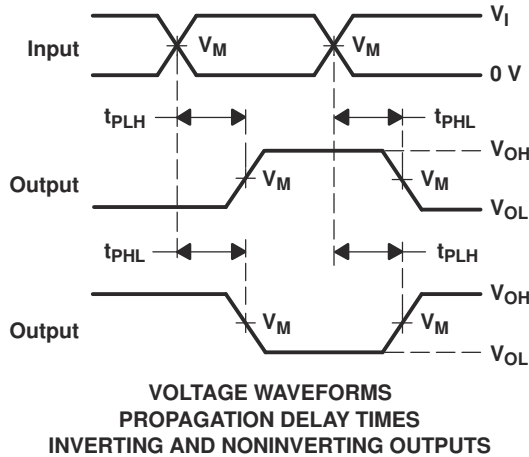 V_I
Input V_M V_M
0 V
t_PLH t_PHL
V_OH
Output V_M V_M
V_OL
t_PHL t_PLH
V_OH
Output V_M V_M
V_OL
VOLTAGE WAVEFORMS
PROPAGATION DELAY TIMES
INVERTING AND NONINVERTING OUTPUTS